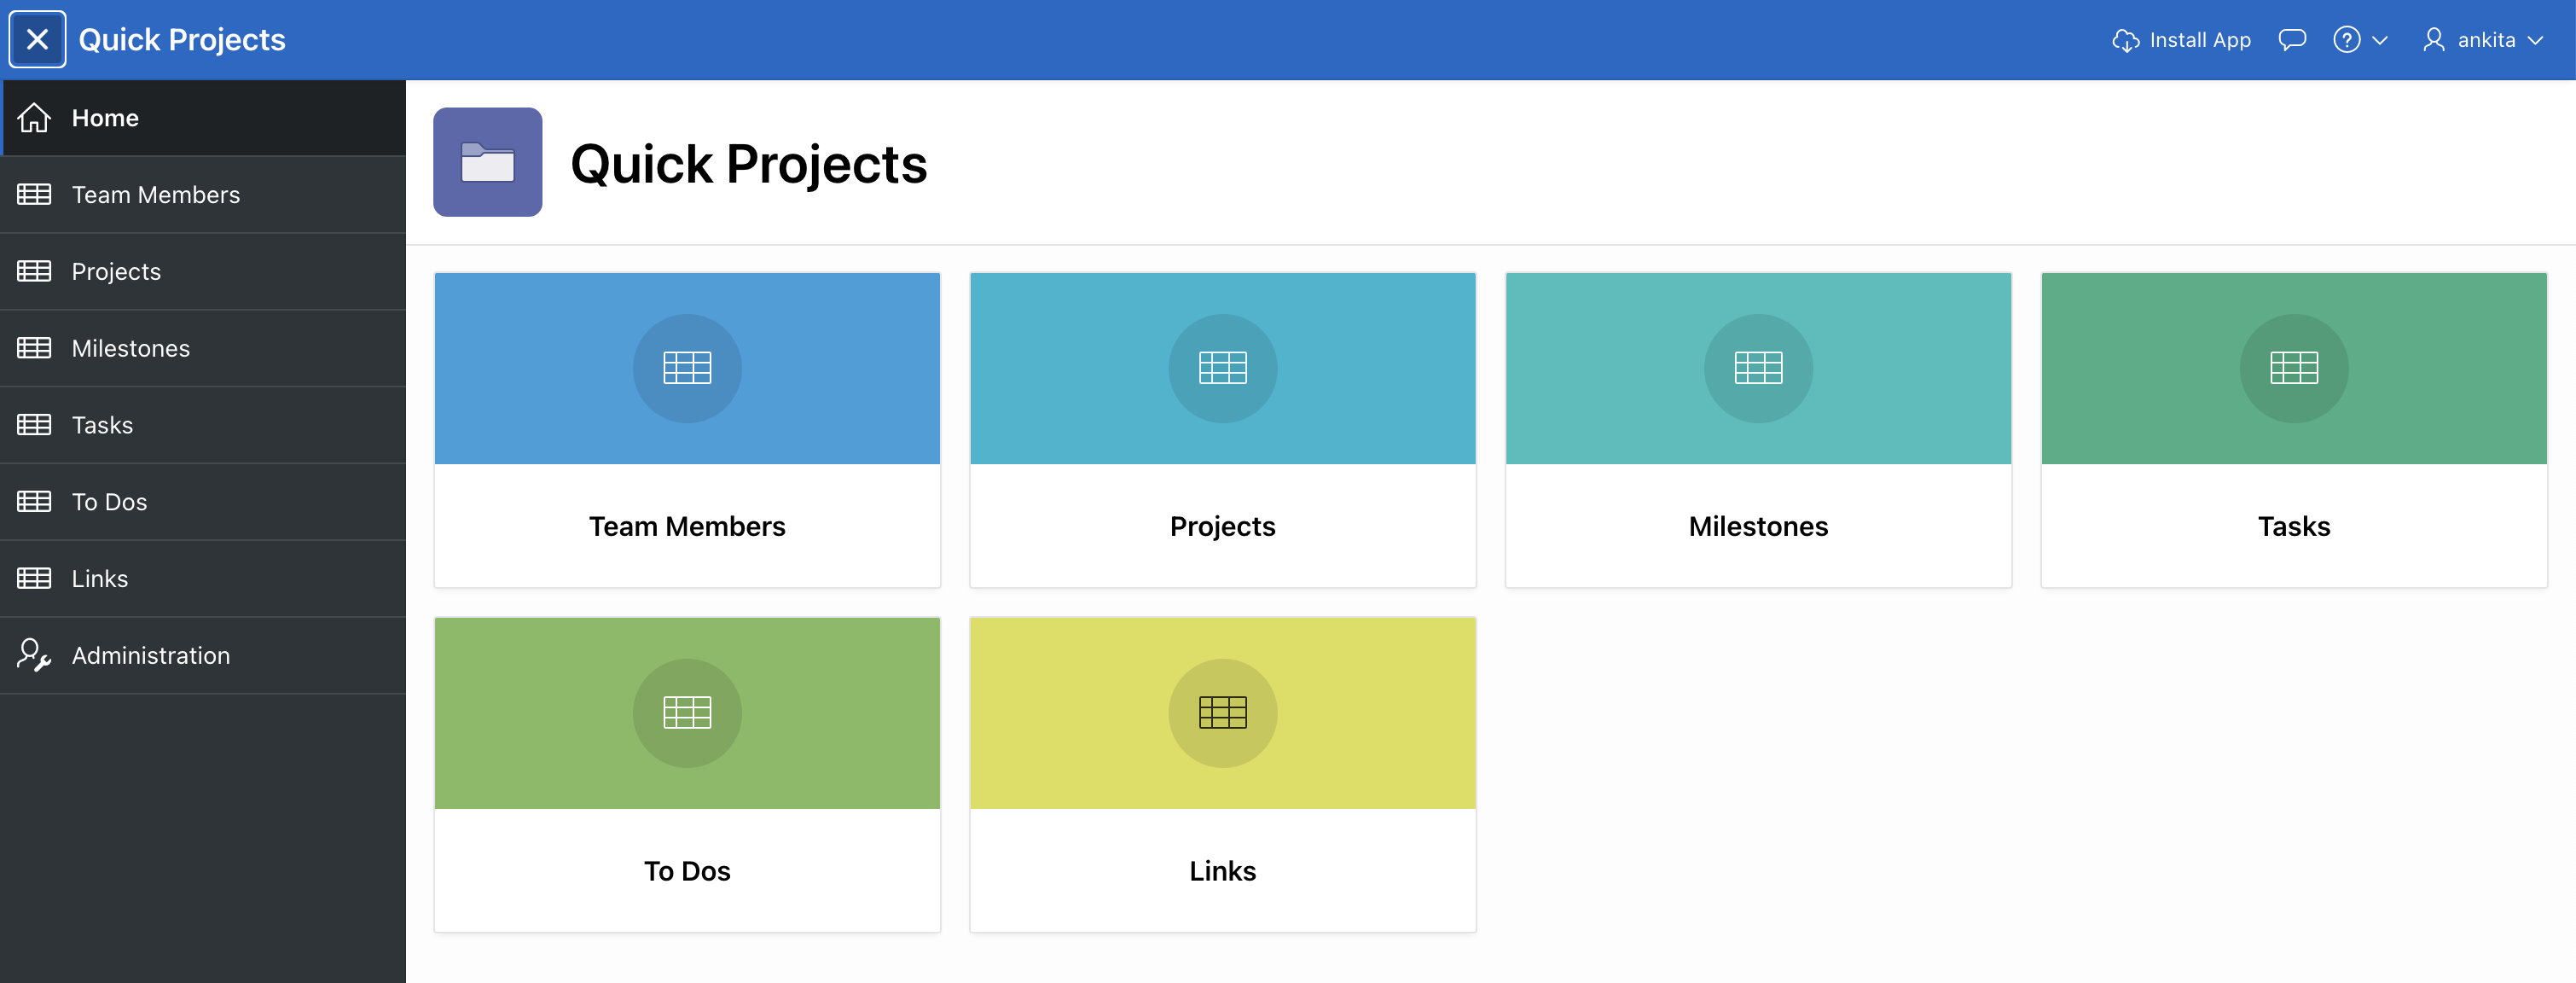 Quick Projects
Install App
?
ankita
Home
Team Members
Projects
Milestones
Tasks
To Dos
Links
Administration
Quick Projects
Team Members
Projects
Milestones
Tasks
To Dos
Links